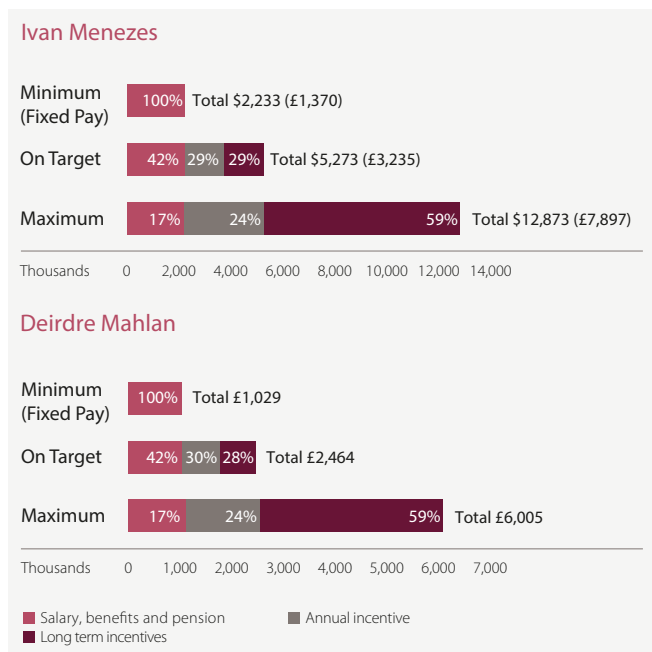 Ivan Menezes
Minimum
(Fixed Pay)
100% Total $2,233 (£1,370)
On Target 42% 29% 29% Total $5,273 (£3,235)
Maximum 17% 24% 59% Total $12,873 (£7,897)
Thousands 0 2,000 4,000 6,000 8,000 10,000 12,000 14,000
Deirdre Mahlan
Minimum
(Fixed Pay)
100% Total £1,029
On Target 42% 30% 28% Total £2,464
Maximum 17% 24% 59% Total £6,005
Thousands 0 1,000 2,000 3,000 4,000 5,000 6,000 7,000
Salary, benefits and pension Annual incentive
Long term incentives